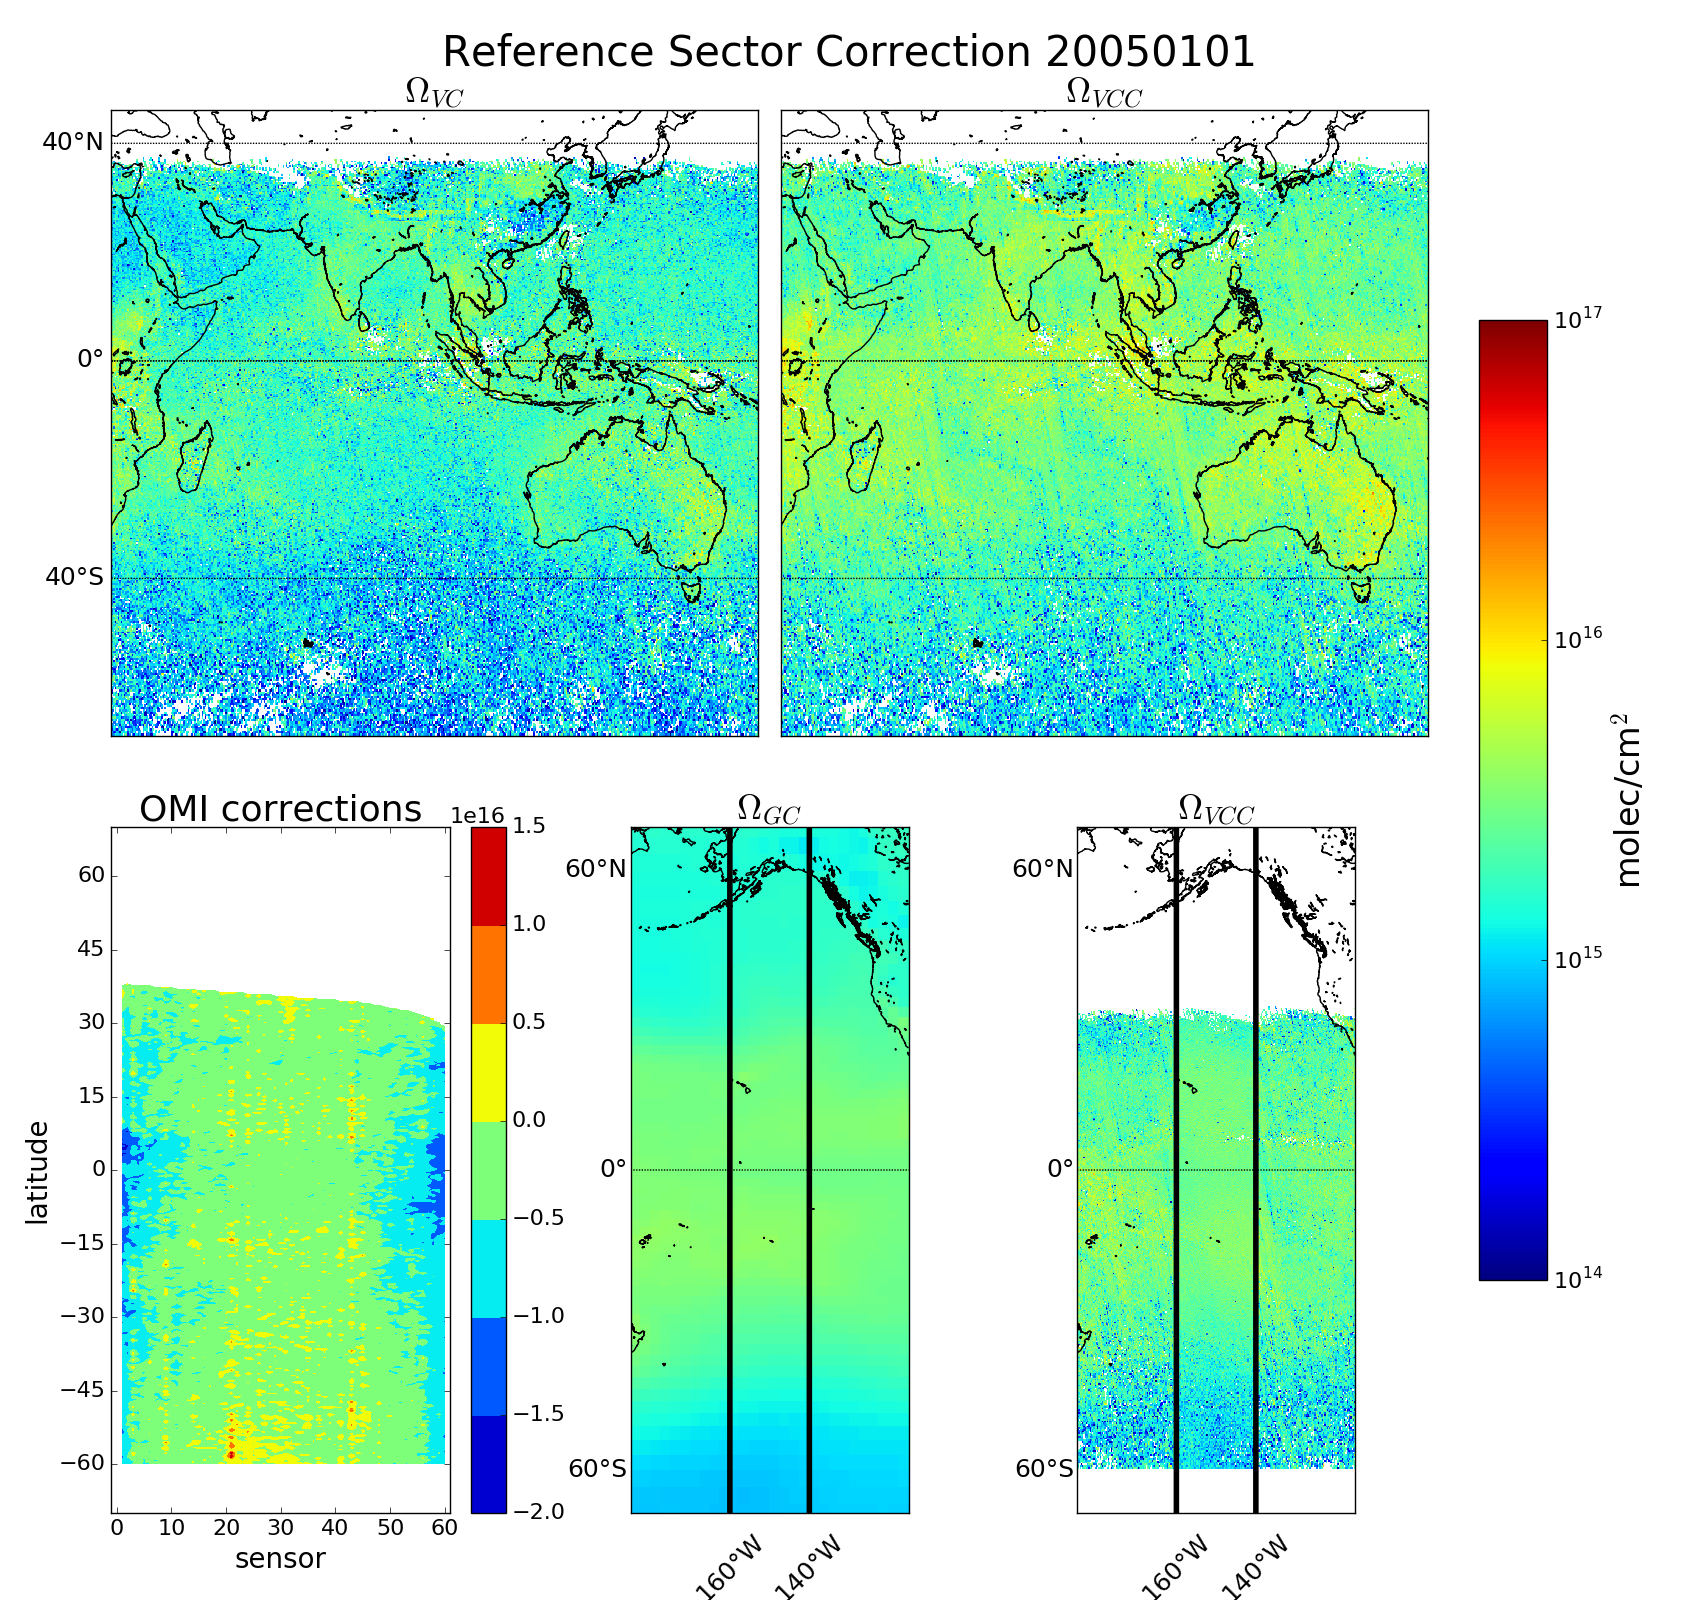 Reference Sector Correction 20050101
Ω_VC
Ω_VCC
40°N
0°
40°S
10^17
10^16
10^15
10^14
molec/cm^2
OMI corrections
60
45
30
15
0
−15
−30
−45
−60
latitude
0 10 20 30 40 50 60
sensor
1e16
1.5
1.0
0.5
0.0
−0.5
−1.0
−1.5
−2.0
Ω_GC
60°N
0°
60°S
160°W 140°W
Ω_VCC
60°N
0°
60°S
160°W 140°W